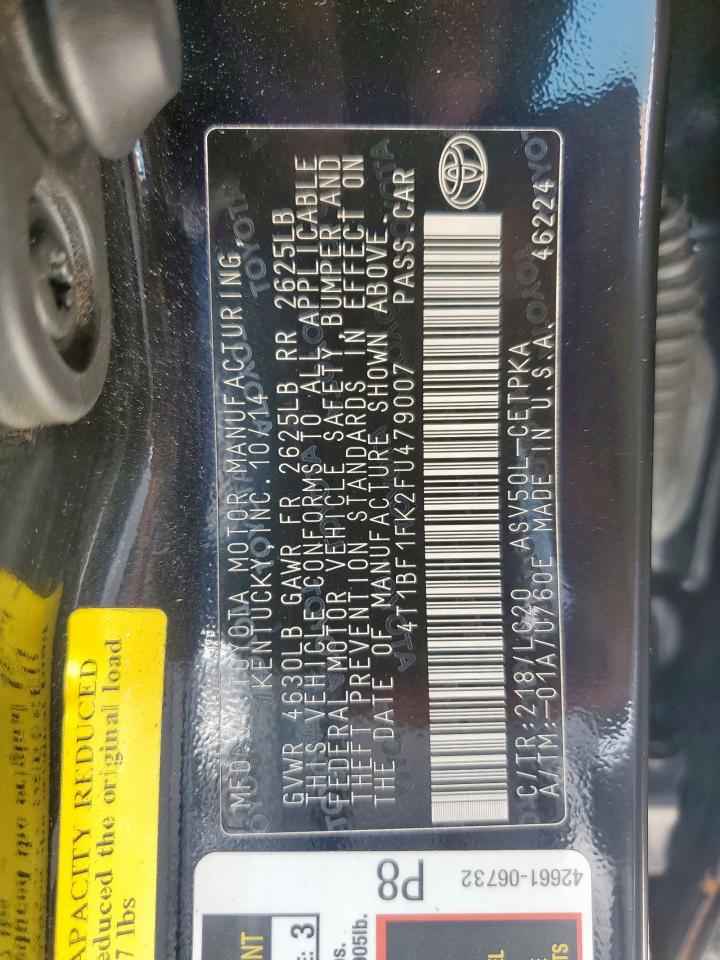 MFD. TOYOTA MOTOR MANUFACTURING,
KENTUCKY, INC. 10/14
GVWR 4630LB GAWR FR 2625LB RR 2625LB
THIS VEHICLE CONFORMS TO ALL APPLICABLE
FEDERAL MOTOR VEHICLE SAFETY, BUMPER AND
THEFT PREVENTION STANDARDS IN EFFECT ON
THE DATE OF MANUFACTURE SHOWN ABOVE.
4T1BF1FK2FU479007 PASS.CAR
C/TR:218/LC20 ASV50L-CETPKA
A/TM:-01A/U760E MADE IN U.S.A. 46224
APACITY REDUCED
educed the original load
7 lbs
P8
42661-06732
3